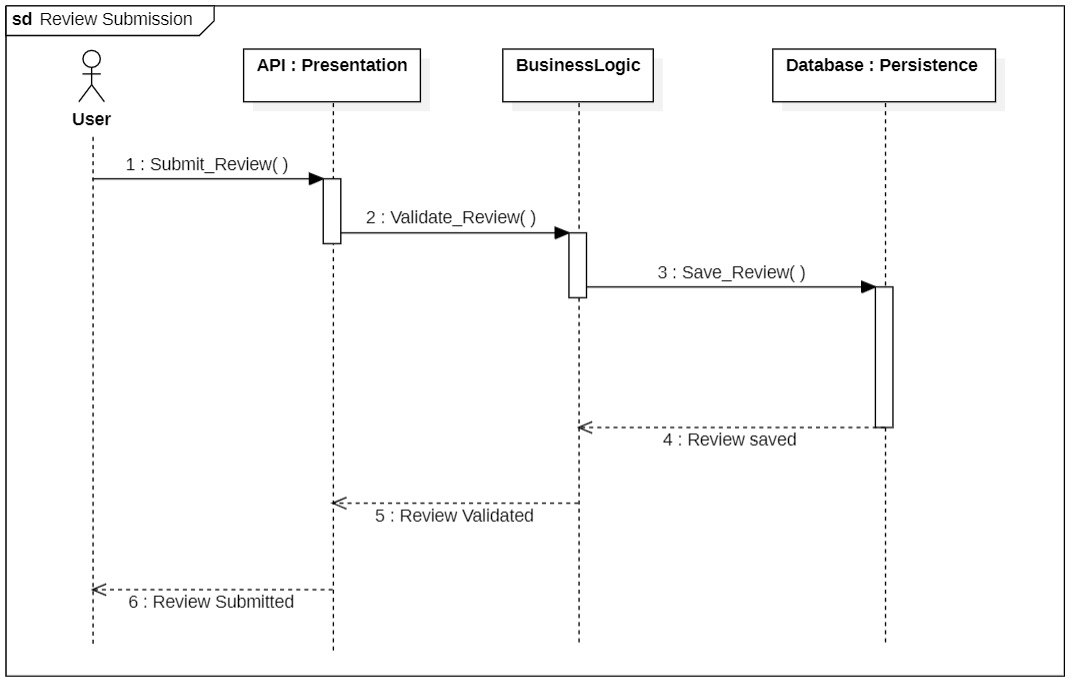 sd Review Submission
User
API : Presentation
BusinessLogic
Database : Persistence
1 : Submit_Review( )
2 : Validate_Review( )
3 : Save_Review( )
4 : Review saved
5 : Review Validated
6 : Review Submitted